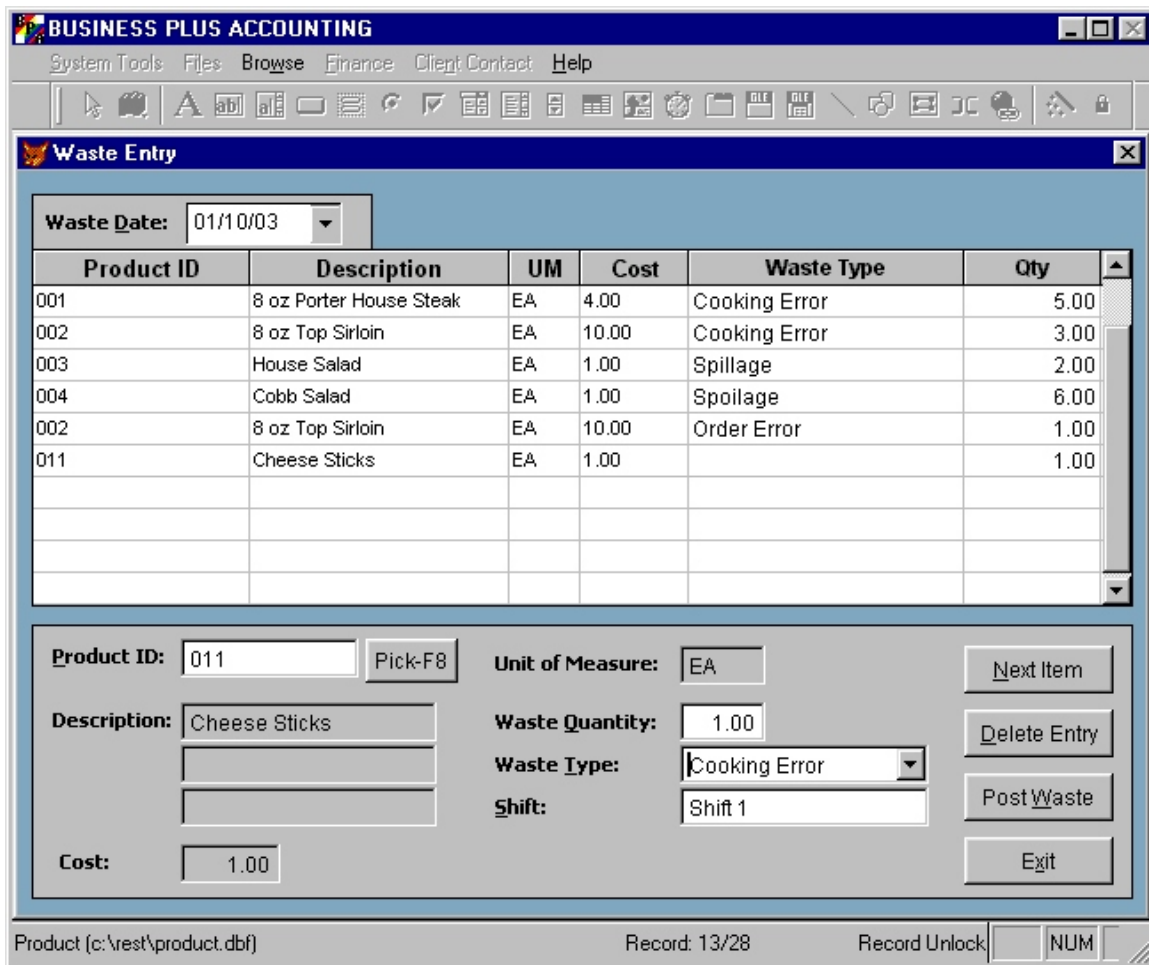 BUSINESS PLUS ACCOUNTING
System Tools Files Browse Finance Client Contact Help
Waste Entry
Waste Date: 01/10/03
Product ID Description UM Cost Waste Type Qty
001 8 oz Porter House Steak EA 4.00 Cooking Error 5.00
002 8 oz Top Sirloin EA 10.00 Cooking Error 3.00
003 House Salad EA 1.00 Spillage 2.00
004 Cobb Salad EA 1.00 Spoilage 6.00
002 8 oz Top Sirloin EA 10.00 Order Error 1.00
011 Cheese Sticks EA 1.00 1.00
Product ID: 011 Pick-F8 Unit of Measure: EA Next Item
Description: Cheese Sticks Waste Quantity: 1.00 Delete Entry
Waste Type: Cooking Error
Shift: Shift 1 Post Waste
Cost: 1.00 Exit
Product (c:\rest\product.dbf) Record: 13/28 Record Unlock NUM